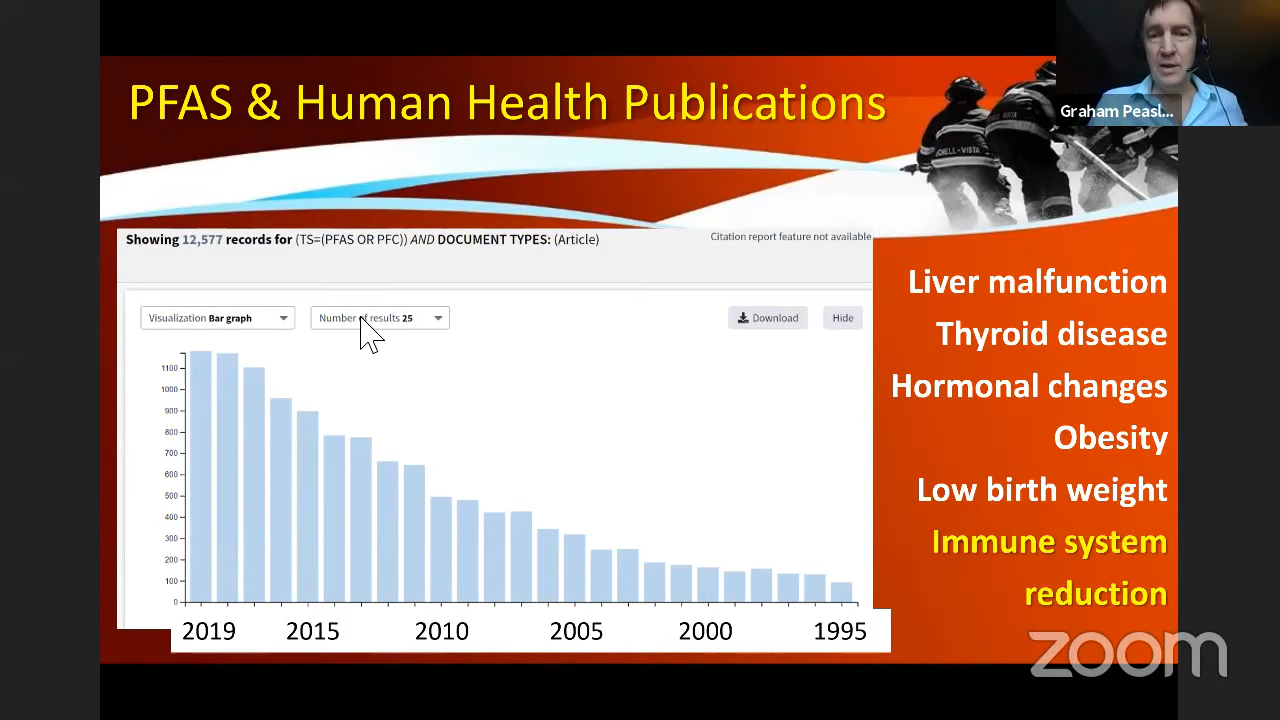 PFAS & Human Health Publications
Graham Peasl...
Showing 12,577 records for (TS=(PFAS OR PFC)) AND DOCUMENT TYPES: (Article)
Citation report feature not available
Visualization Bar graph
Number of results 25
Download
Hide
1100
1000
900
800
700
600
500
400
300
200
100
0
2019 2015 2010 2005 2000 1995
Liver malfunction
Thyroid disease
Hormonal changes
Obesity
Low birth weight
Immune system
reduction
zoom